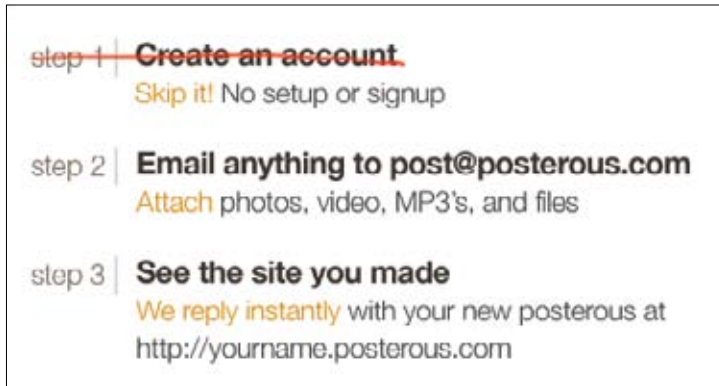 step 1 Create an account
Skip it! No setup or signup
step 2 Email anything to post@posterous.com
Attach photos, video, MP3's, and files
step 3 See the site you made
We reply instantly with your new posterous at
http://yourname.posterous.com